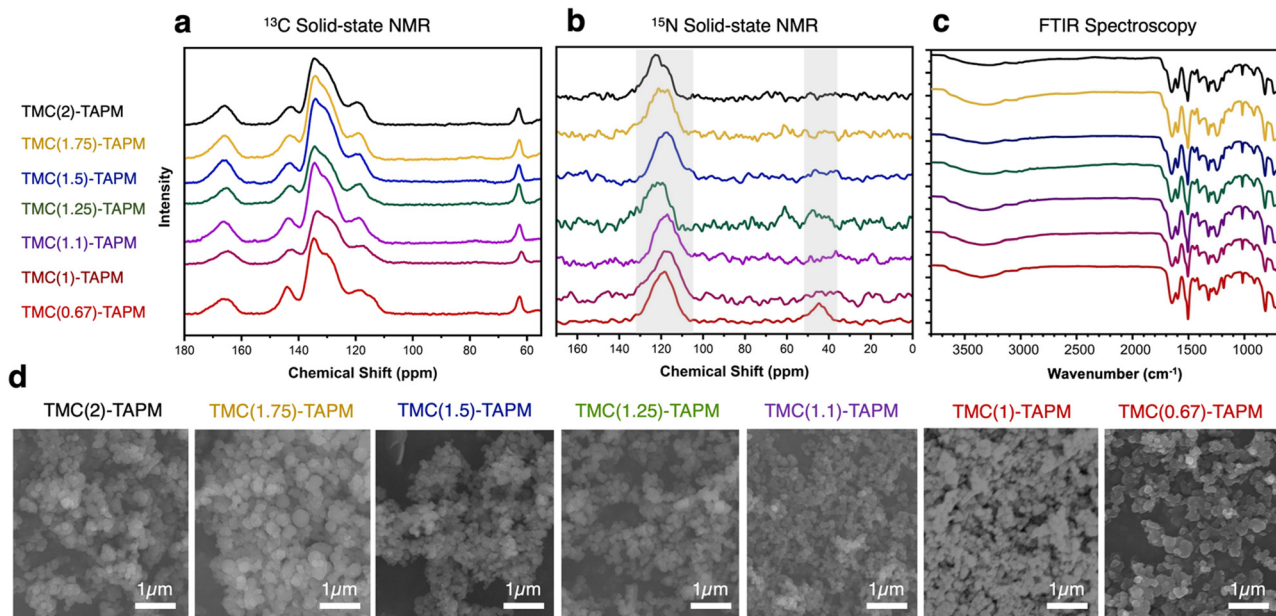 a
¹³C Solid-state NMR
b
¹⁵N Solid-state NMR
c
FTIR Spectroscopy
TMC(2)-TAPM
TMC(1.75)-TAPM
TMC(1.5)-TAPM
TMC(1.25)-TAPM
TMC(1.1)-TAPM
TMC(1)-TAPM
TMC(0.67)-TAPM
Intensity
180 160 140 120 100 80 60
Chemical Shift (ppm)
160 140 120 100 80 60 40 20 0
Chemical Shift (ppm)
3500 3000 2500 2000 1500 1000
Wavenumber (cm⁻¹)
d
TMC(2)-TAPM
TMC(1.75)-TAPM
TMC(1.5)-TAPM
TMC(1.25)-TAPM
TMC(1.1)-TAPM
TMC(1)-TAPM
TMC(0.67)-TAPM
1µm
1µm
1µm
1µm
1µm
1µm
1µm